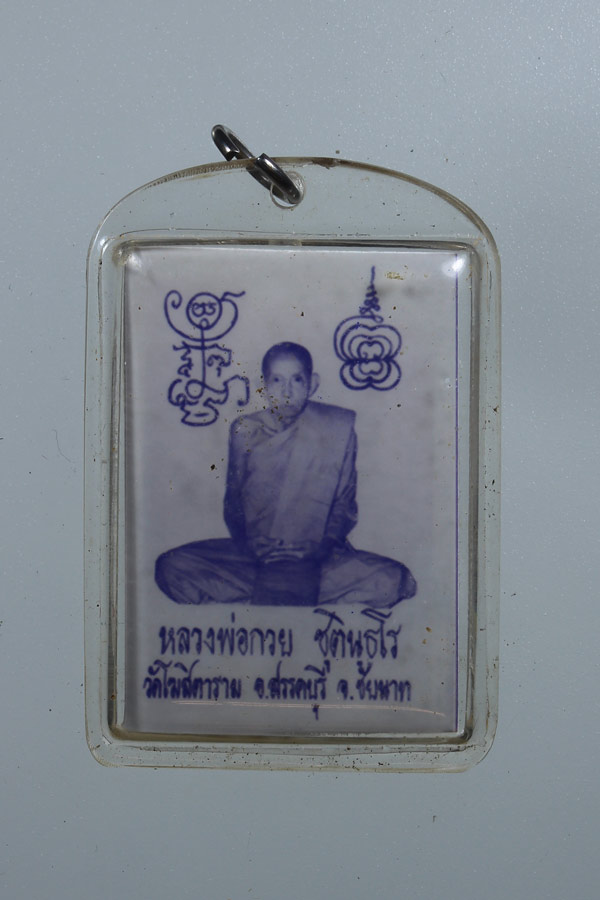 หลวงพ่อกวย ชุตินฺธโร
วัดโฆสิตาราม อ.สรรคบุรี จ.ชัยนาท